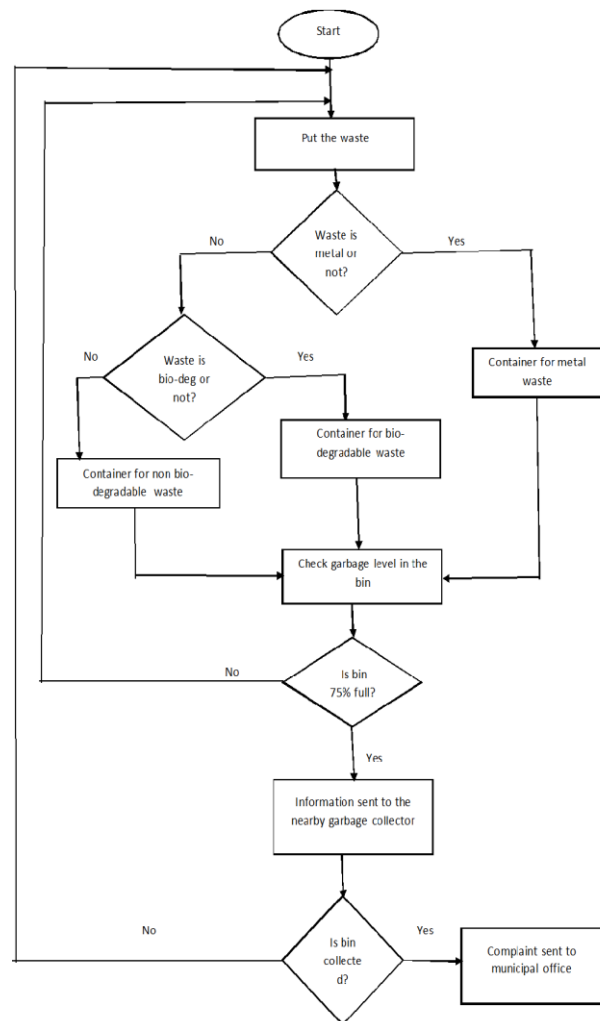 Start
Put the waste
Waste is
metal or
not?
No
Yes
Waste is
bio-deg or
not?
No
Yes
Container for metal
waste
Container for bio-
degradable waste
Container for non bio-
degradable waste
Check garbage level in the
bin
Is bin
75% full?
No
Yes
Information sent to the
nearby garbage collector
Is bin
collecte
d?
No
Yes
Complaint sent to
municipal office